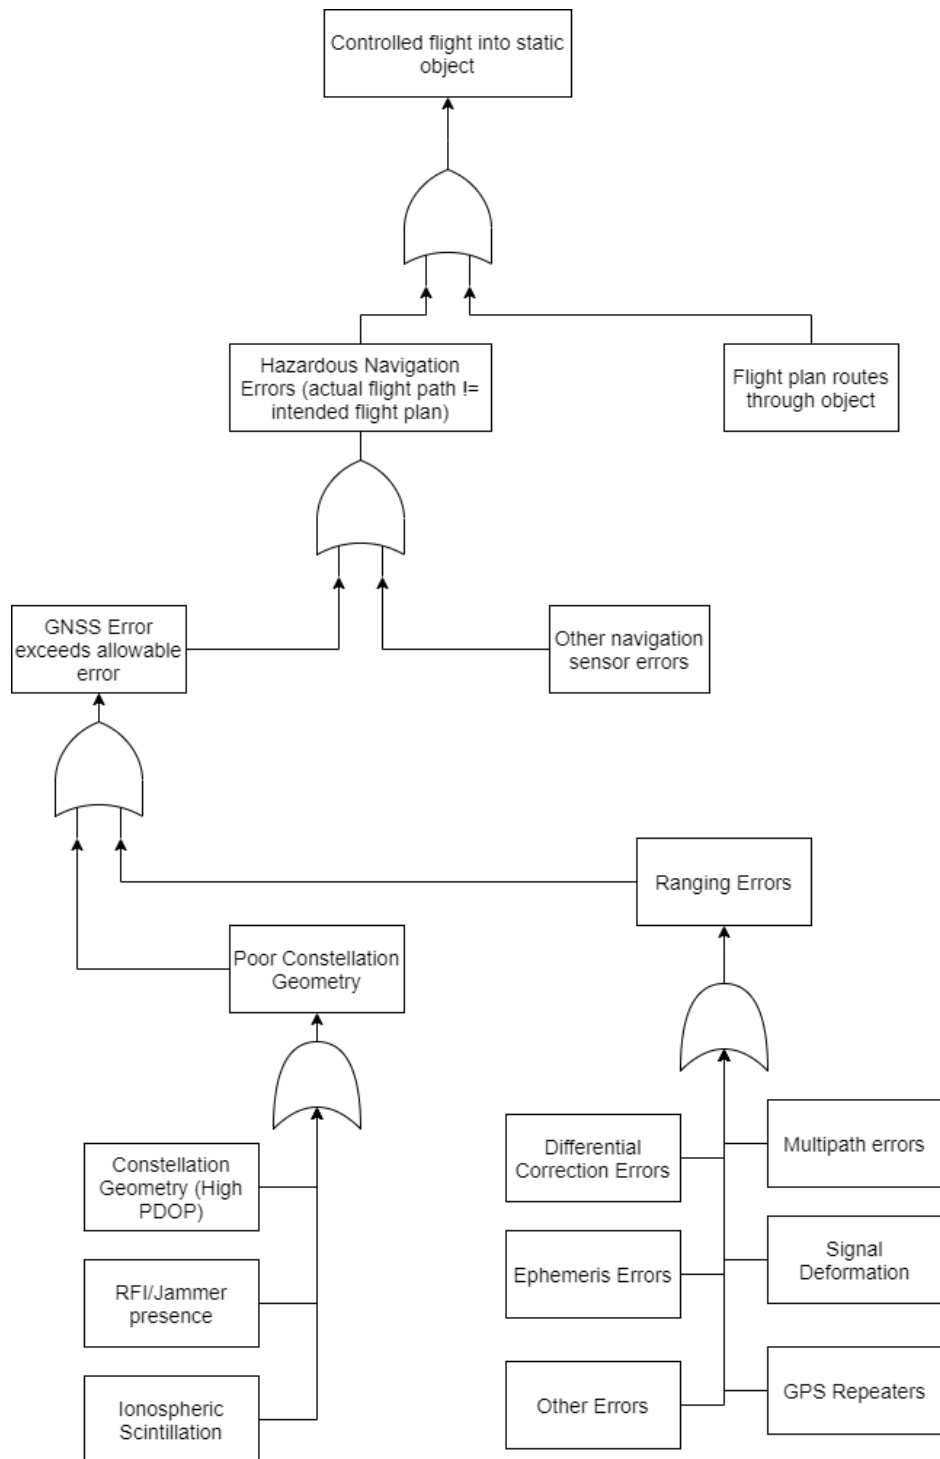 Controlled flight into static
object
Hazardous Navigation
Errors (actual flight path !=
intended flight plan)
Flight plan routes
through object
GNSS Error
exceeds allowable
error
Other navigation
sensor errors
Ranging Errors
Poor Constellation
Geometry
Constellation
Geometry (High
PDOP)
RFI/Jammer
presence
Ionospheric
Scintillation
Differential
Correction Errors
Multipath errors
Ephemeris Errors
Signal
Deformation
Other Errors
GPS Repeaters